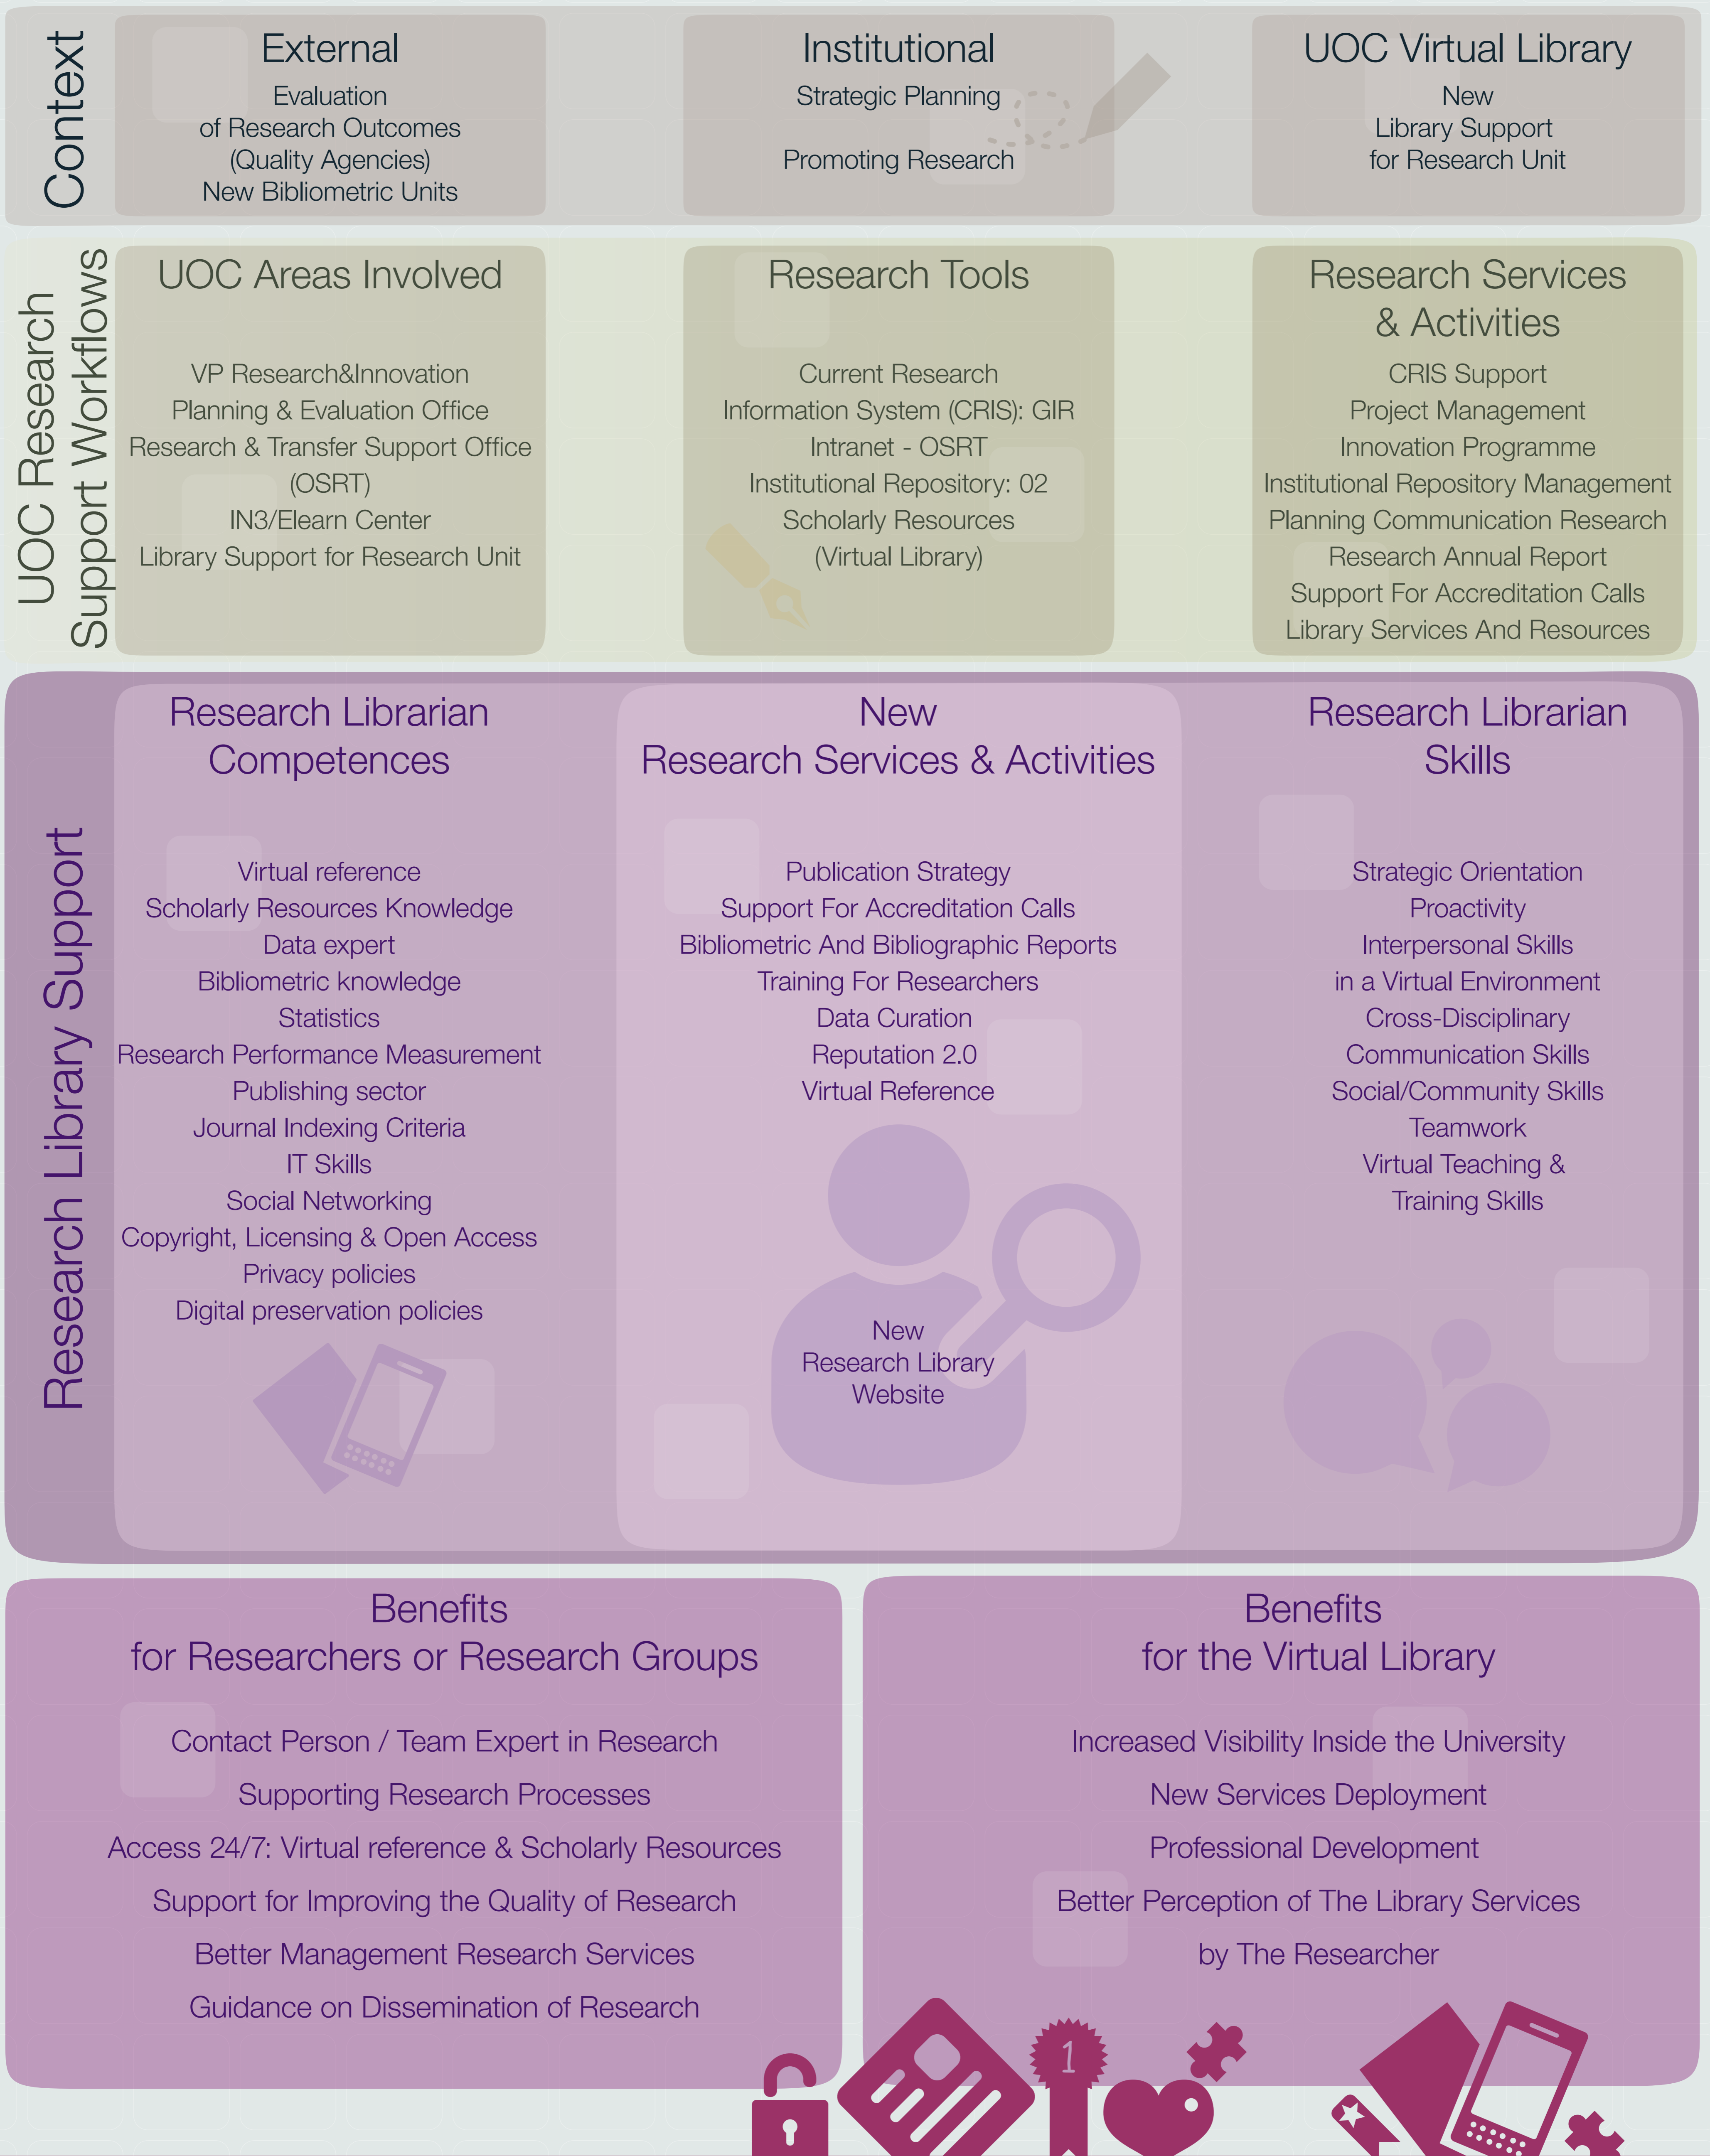 Context
External
Evaluation
of Research Outcomes
(Quality Agencies)
New Bibliometric Units
Institutional
Strategic Planning
Promoting Research
UOC Virtual Library
New
Library Support
for Research Unit
UOC Research
Support Workflows
UOC Areas Involved
VP Research&Innovation
Planning & Evaluation Office
Research & Transfer Support Office
(OSRT)
IN3/Elearn Center
Library Support for Research Unit
Research Tools
Current Research
Information System (CRIS): GIR
Intranet - OSRT
Institutional Repository: 02
Scholarly Resources
(Virtual Library)
Research Services
& Activities
CRIS Support
Project Management
Innovation Programme
Institutional Repository Management
Planning Communication Research
Research Annual Report
Support For Accreditation Calls
Library Services And Resources
Research Library Support
Research Librarian
Competences
Virtual reference
Scholarly Resources Knowledge
Data expert
Bibliometric knowledge
Statistics
Research Performance Measurement
Publishing sector
Journal Indexing Criteria
IT Skills
Social Networking
Copyright, Licensing & Open Access
Privacy policies
Digital preservation policies
New
Research Services & Activities
Publication Strategy
Support For Accreditation Calls
Bibliometric And Bibliographic Reports
Training For Researchers
Data Curation
Reputation 2.0
Virtual Reference
New
Research Library
Website
Research Librarian
Skills
Strategic Orientation
Proactivity
Interpersonal Skills
in a Virtual Environment
Cross-Disciplinary
Communication Skills
Social/Community Skills
Teamwork
Virtual Teaching &
Training Skills
Benefits
for Researchers or Research Groups
Contact Person / Team Expert in Research
Supporting Research Processes
Access 24/7: Virtual reference & Scholarly Resources
Support for Improving the Quality of Research
Better Management Research Services
Guidance on Dissemination of Research
Benefits
for the Virtual Library
Increased Visibility Inside the University
New Services Deployment
Professional Development
Better Perception of The Library Services
by The Researcher
1